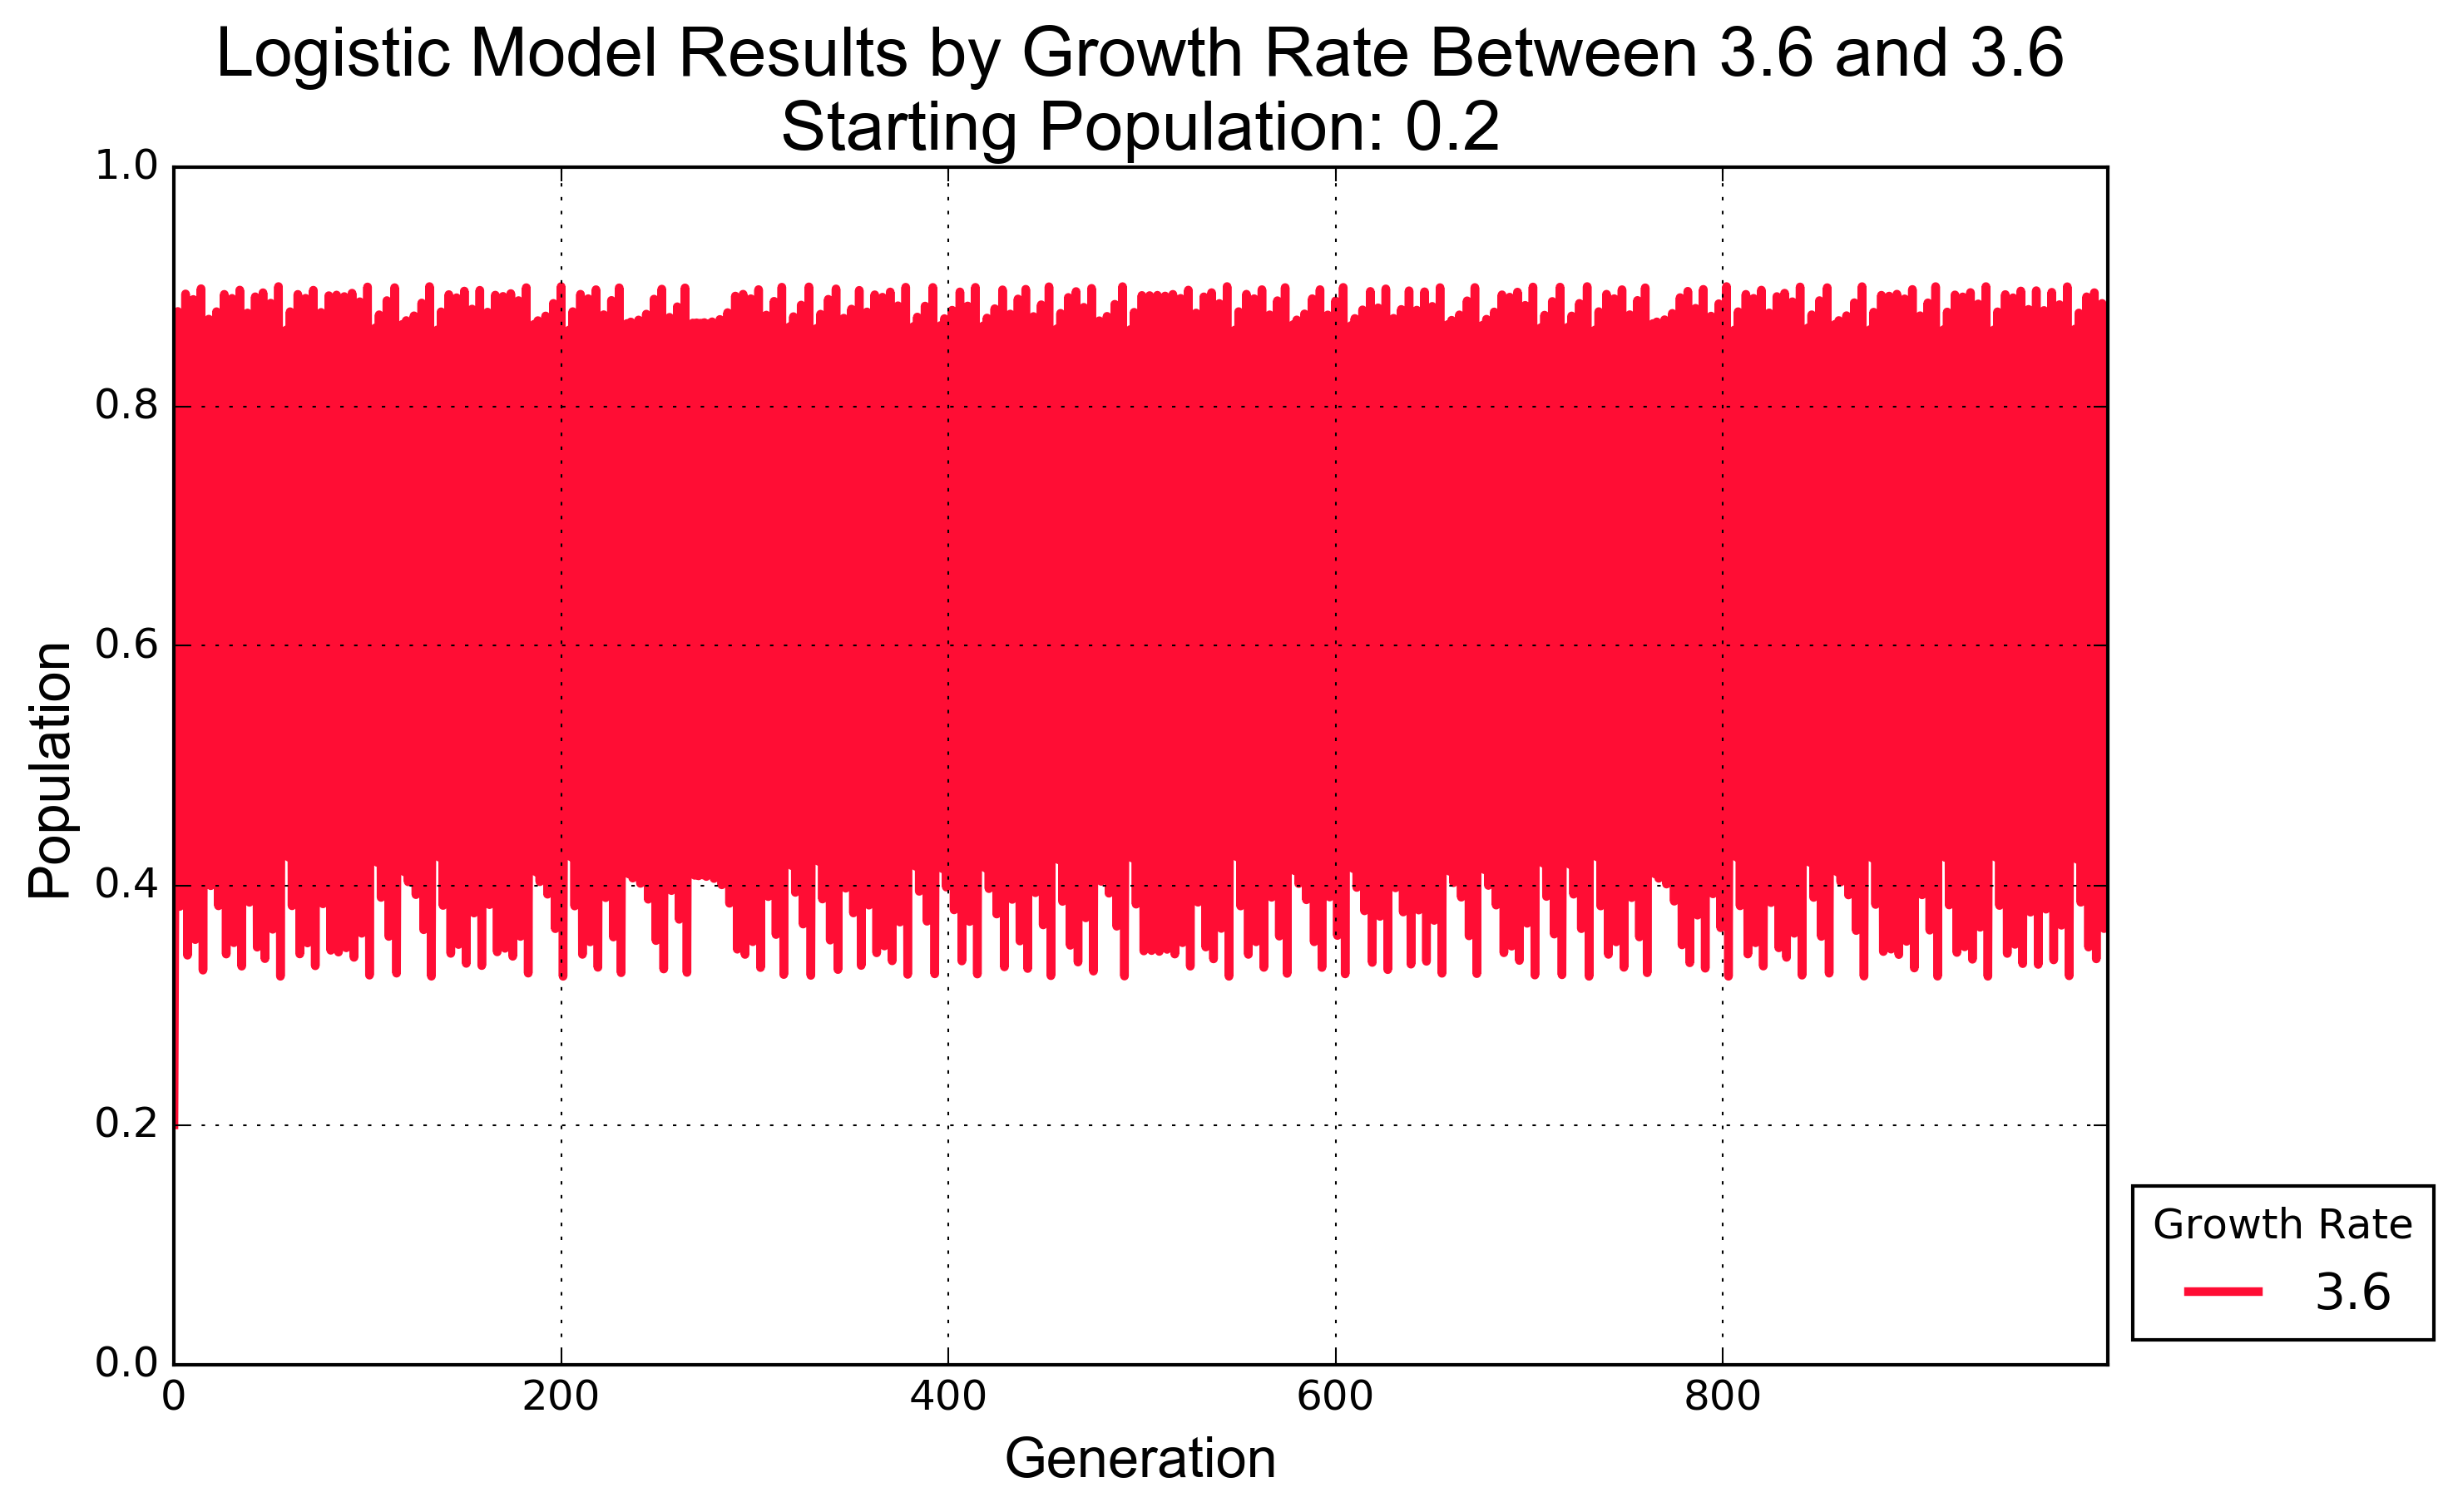 Logistic Model Results by Growth Rate Between 3.6 and 3.6
Starting Population: 0.2
1.0
0.8
0.6
0.4
0.2
0.0
Population
0
200
400
600
800
Generation
Growth Rate
3.6